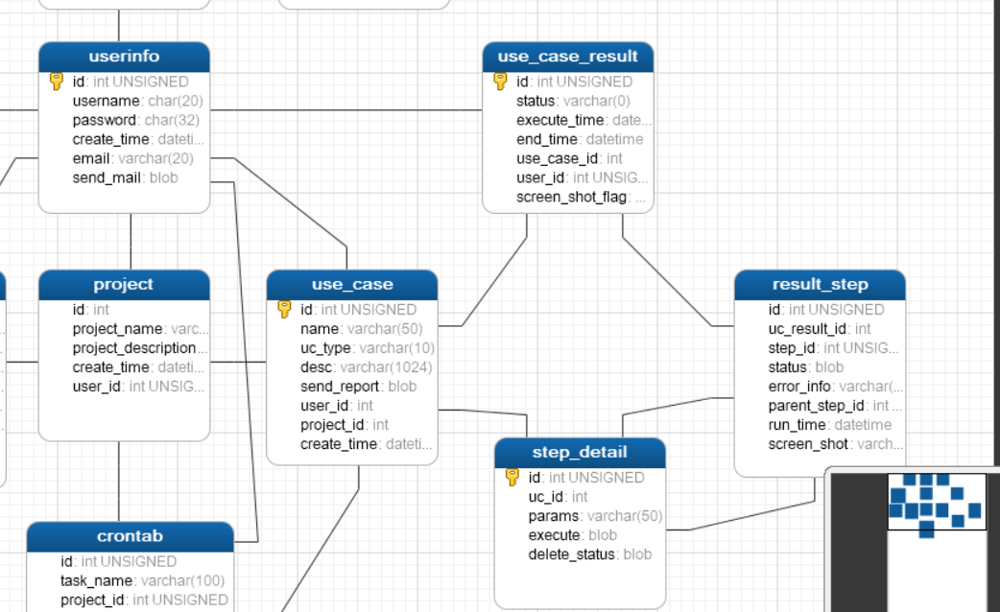 userinfo
id: int UNSIGNED
username: char(20)
password: char(32)
create_time: dateti...
email: varchar(20)
send_mail: blob
use_case_result
id: int UNSIGNED
status: varchar(0)
execute_time: date...
end_time: datetime
use_case_id: int
user_id: int UNSIG...
screen_shot_flag: ...
project
id: int
project_name: varc...
project_description...
create_time: dateti...
user_id: int UNSIG...
use_case
id: int UNSIGNED
name: varchar(50)
uc_type: varchar(10)
desc: varchar(1024)
send_report: blob
user_id: int
project_id: int
create_time: dateti...
result_step
id: int UNSIGNED
uc_result_id: int
step_id: int UNSIG...
status: blob
error_info: varchar(...
parent_step_id: int ...
run_time: datetime
screen_shot: varch...
step_detail
id: int UNSIGNED
uc_id: int
params: varchar(50)
execute: blob
delete_status: blob
crontab
id: int UNSIGNED
task_name: varchar(100)
project_id: int UNSIGNED